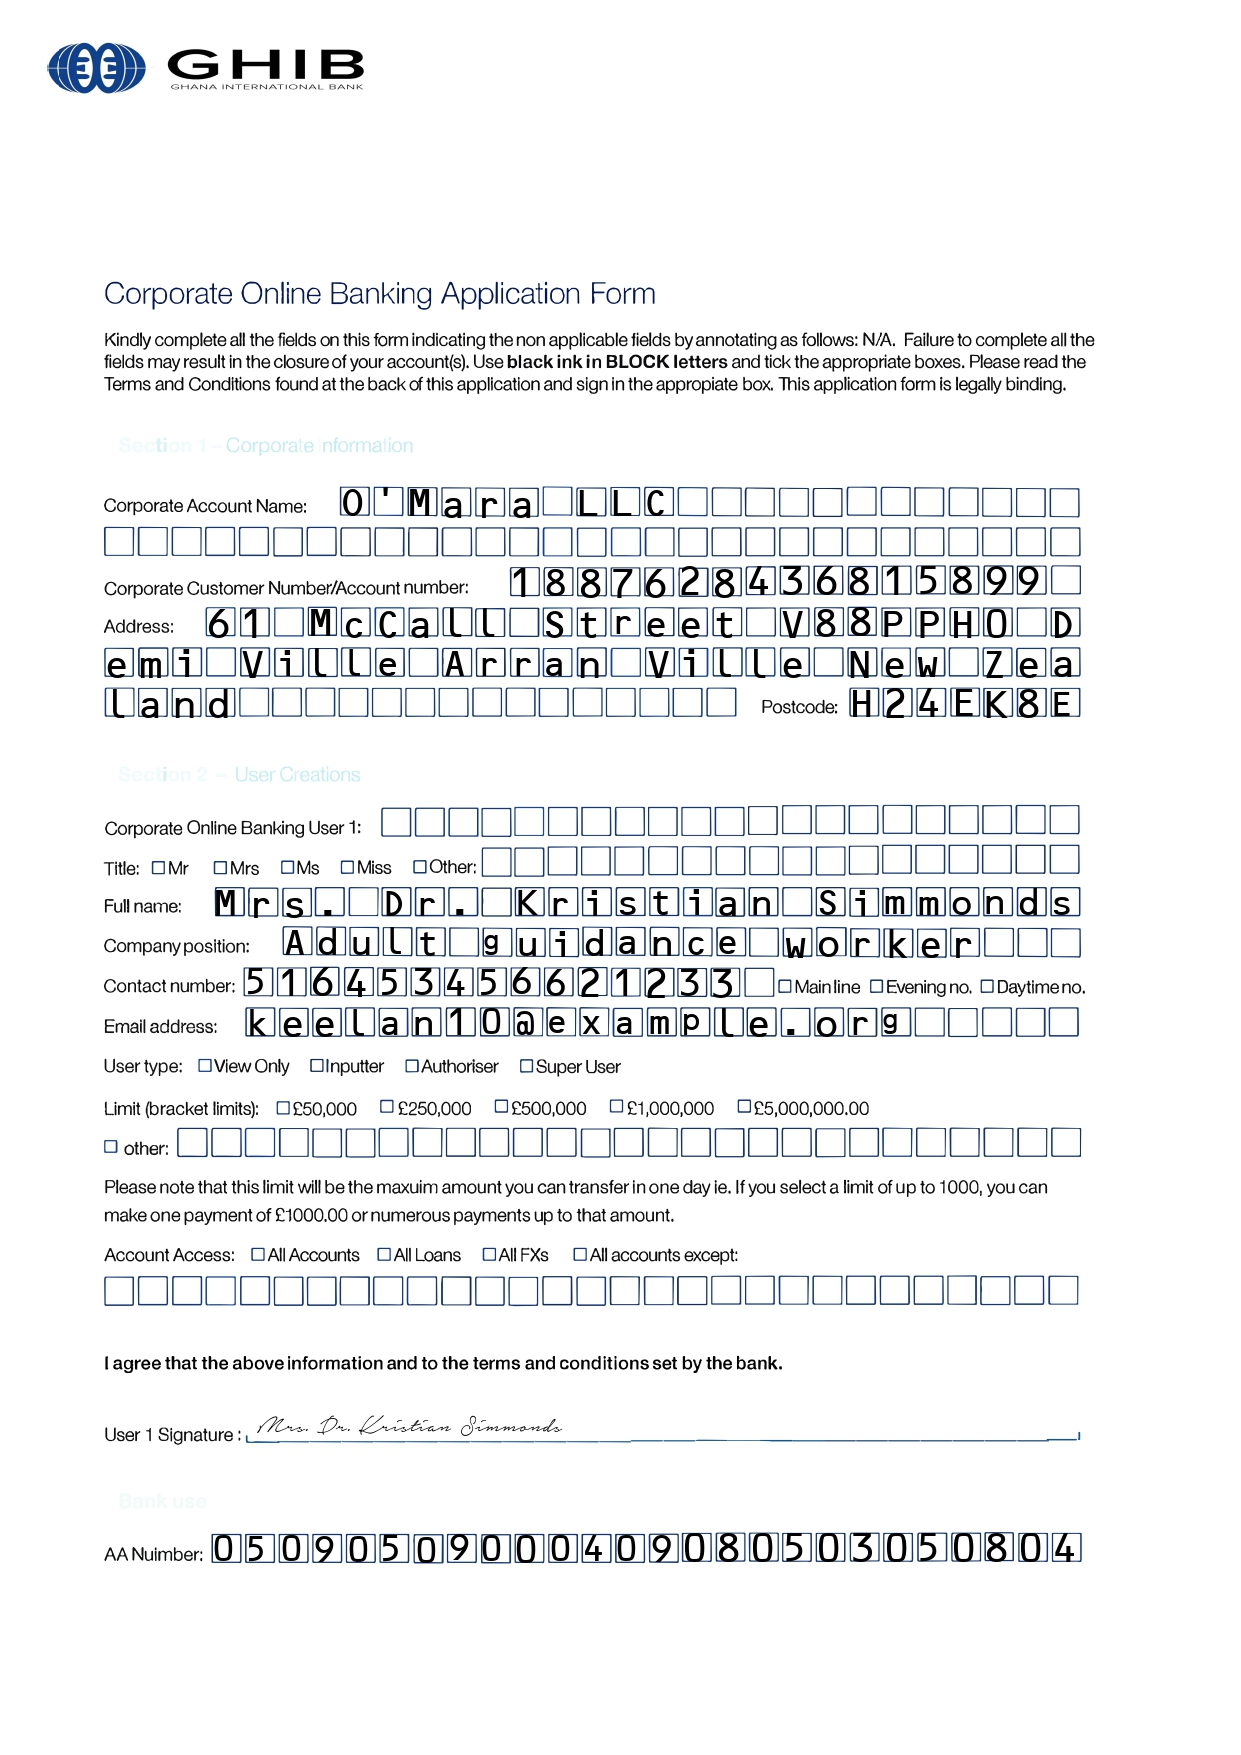 GHIB
GHANA INTERNATIONAL BANK
Corporate Online Banking Application Form
Kindly complete all the fields on this form indicating the non applicable fields by annotating as follows: N/A. Failure to complete all the
fields may result in the closure of your account(s). Use black ink in BLOCK letters and tick the appropriate boxes. Please read the
Terms and Conditions found at the back of this application and sign in the appropiate box. This application form is legally binding.
Section 1 – Corporate Information
Corporate Account Name: O'Mara LLC
Corporate Customer Number/Account number: 1887628436815899
Address: 61 McCall Street V88PPHO D
emi Ville Arran Ville New Zea
land Postcode: H24EK8E
Section 2 – User Creations
Corporate Online Banking User 1:
Title: Mr Mrs Ms Miss Other:
Full name: Mrs. Dr. Kristian Simmonds
Company position: Adult guidance worker
Contact number: 516453456621233 Main line Evening no. Daytime no.
Email address: keelan10@example.org
User type: View Only Inputter Authoriser Super User
Limit (bracket limits): £50,000 £250,000 £500,000 £1,000,000 £5,000,000.00
other:
Please note that this limit will be the maxuim amount you can transfer in one day ie. If you select a limit of up to 1000, you can
make one payment of £1000.00 or numerous payments up to that amount.
Account Access: All Accounts All Loans All FXs All accounts except:
I agree that the above information and to the terms and conditions set by the bank.
User 1 Signature : Mrs. Dr. Kristian Simmonds
Bank use
AA Nuimber: 05090509000409080503050804